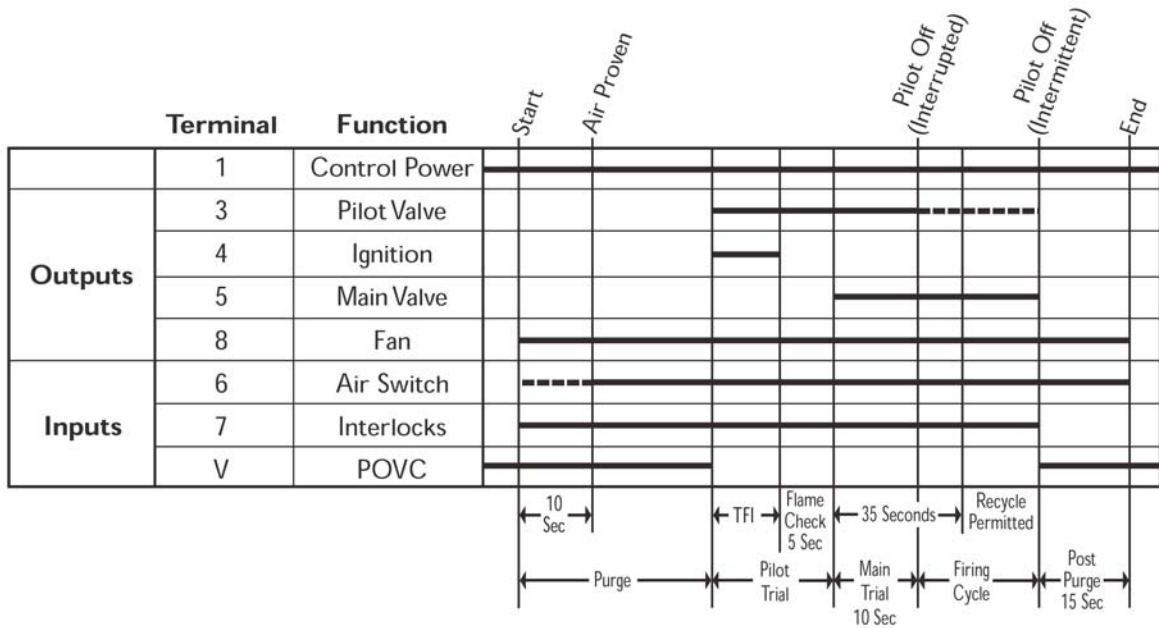 Start
Air Proven
Pilot Off
(Interrupted)
Pilot Off
(Intermittent)
End
Terminal Function
1 Control Power
Outputs
3 Pilot Valve
4 Ignition
5 Main Valve
8 Fan
Inputs
6 Air Switch
7 Interlocks
V POVC
10
Sec
TFI
Flame
Check
5 Sec
35 Seconds
Recycle
Permitted
Purge
Pilot
Trial
Main
Trial
10 Sec
Firing
Cycle
Post
Purge
15 Sec